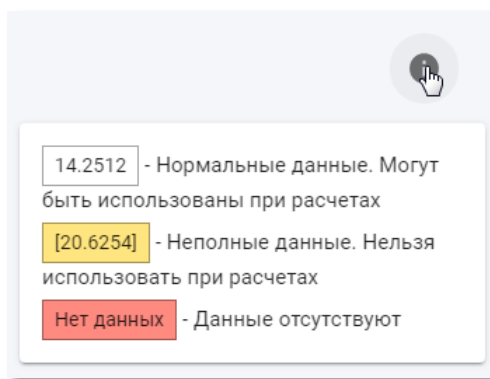 14.2512 - Нормальные данные. Могут
быть использованы при расчетах
[20.6254] - Неполные данные. Нельзя
использовать при расчетах
Нет данных - Данные отсутствуют